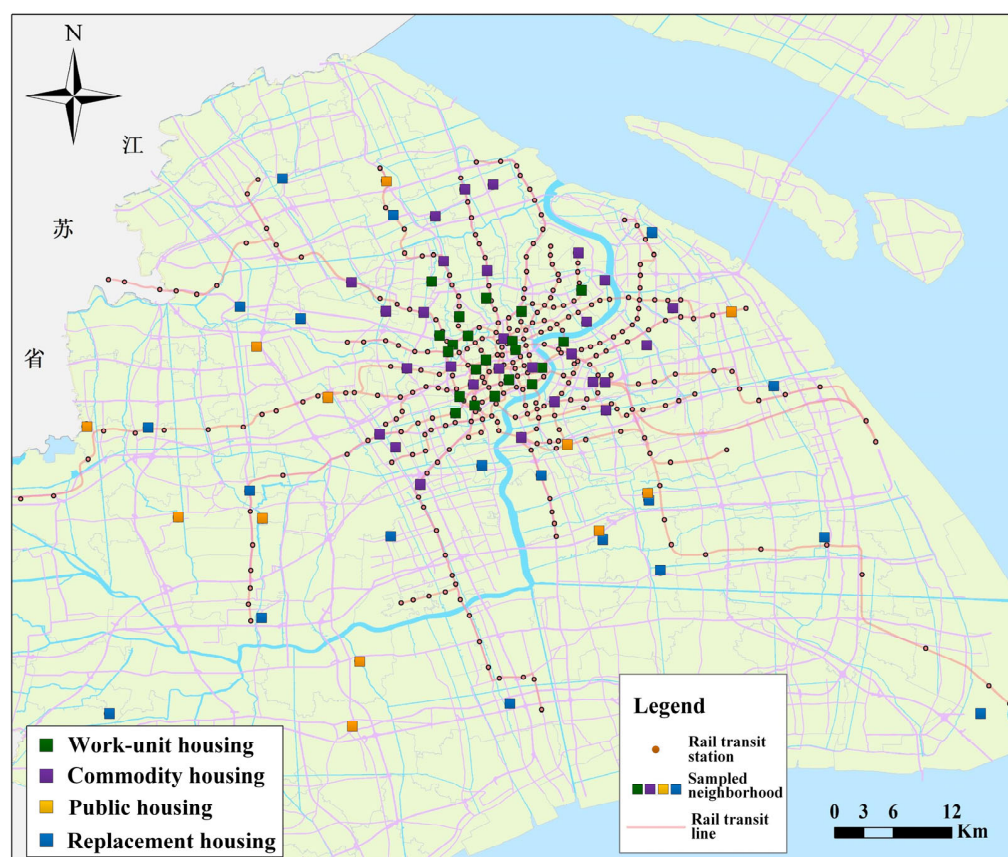 N
江
苏
省
Work-unit housing
Commodity housing
Public housing
Replacement housing
Legend
Rail transit
station
Sampled
neighborhood
Rail transit
line
0 3 6 12
Km